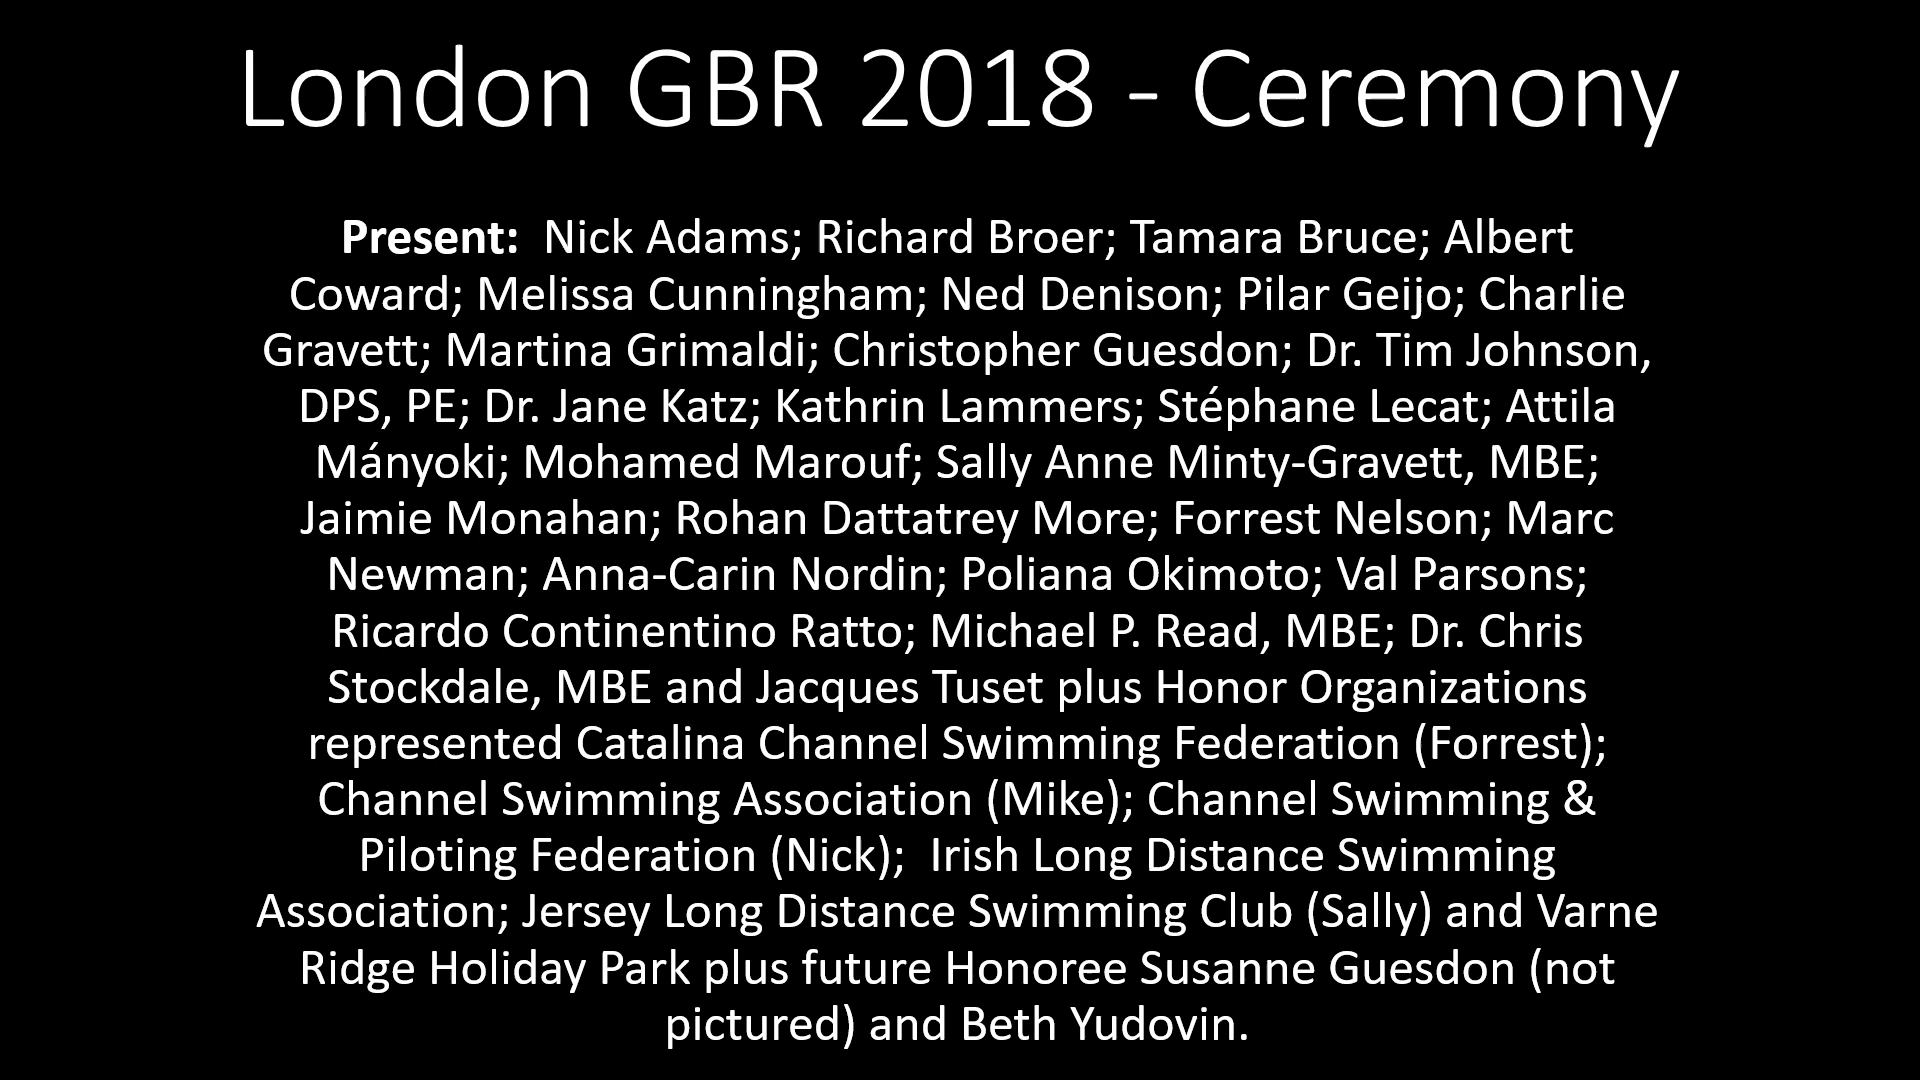 London GBR 2018 - Ceremony
Present:  Nick Adams; Richard Broer; Tamara Bruce; Albert
Coward; Melissa Cunningham; Ned Denison; Pilar Geijo; Charlie
Gravett; Martina Grimaldi; Christopher Guesdon; Dr. Tim Johnson,
DPS, PE; Dr. Jane Katz; Kathrin Lammers; Stéphane Lecat; Attila
Mányoki; Mohamed Marouf; Sally Anne Minty-Gravett, MBE;
Jaimie Monahan; Rohan Dattatrey More; Forrest Nelson; Marc
Newman; Anna-Carin Nordin; Poliana Okimoto; Val Parsons;
Ricardo Continentino Ratto; Michael P. Read, MBE; Dr. Chris
Stockdale, MBE and Jacques Tuset plus Honor Organizations
represented Catalina Channel Swimming Federation (Forrest);
Channel Swimming Association (Mike); Channel Swimming &
Piloting Federation (Nick);  Irish Long Distance Swimming
Association; Jersey Long Distance Swimming Club (Sally) and Varne
Ridge Holiday Park plus future Honoree Susanne Guesdon (not
pictured) and Beth Yudovin.